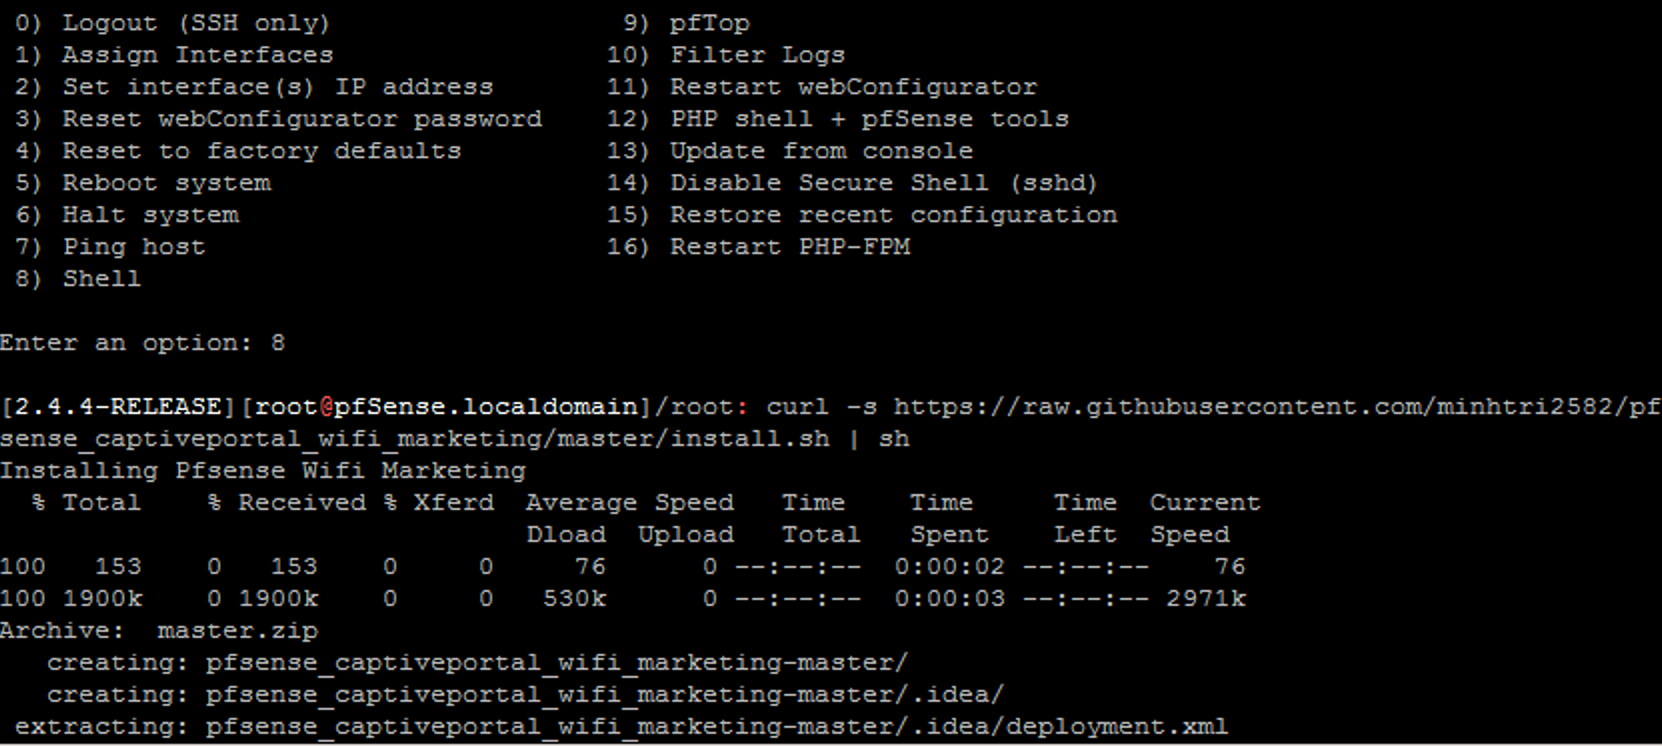 0) Logout (SSH only) 9) pfTop
1) Assign Interfaces 10) Filter Logs
2) Set interface(s) IP address 11) Restart webConfigurator
3) Reset webConfigurator password 12) PHP shell + pfSense tools
4) Reset to factory defaults 13) Update from console
5) Reboot system 14) Disable Secure Shell (sshd)
6) Halt system 15) Restore recent configuration
7) Ping host 16) Restart PHP-FPM
8) Shell
Enter an option: 8
[2.4.4-RELEASE][root@pfSense.localdomain]/root: curl -s https://raw.githubusercontent.com/minhtri2582/pf
sense_captiveportal_wifi_marketing/master/install.sh | sh
Installing Pfsense Wifi Marketing
% Total % Received % Xferd Average Speed Time Time Time Current
Dload Upload Total Spent Left Speed
100 153 0 153 0 0 76 0 --:--:-- 0:00:02 --:--:-- 76
100 1900k 0 1900k 0 0 530k 0 --:--:-- 0:00:03 --:--:-- 2971k
Archive: master.zip
creating: pfsense_captiveportal_wifi_marketing-master/
creating: pfsense_captiveportal_wifi_marketing-master/.idea/
extracting: pfsense_captiveportal_wifi_marketing-master/.idea/deployment.xml